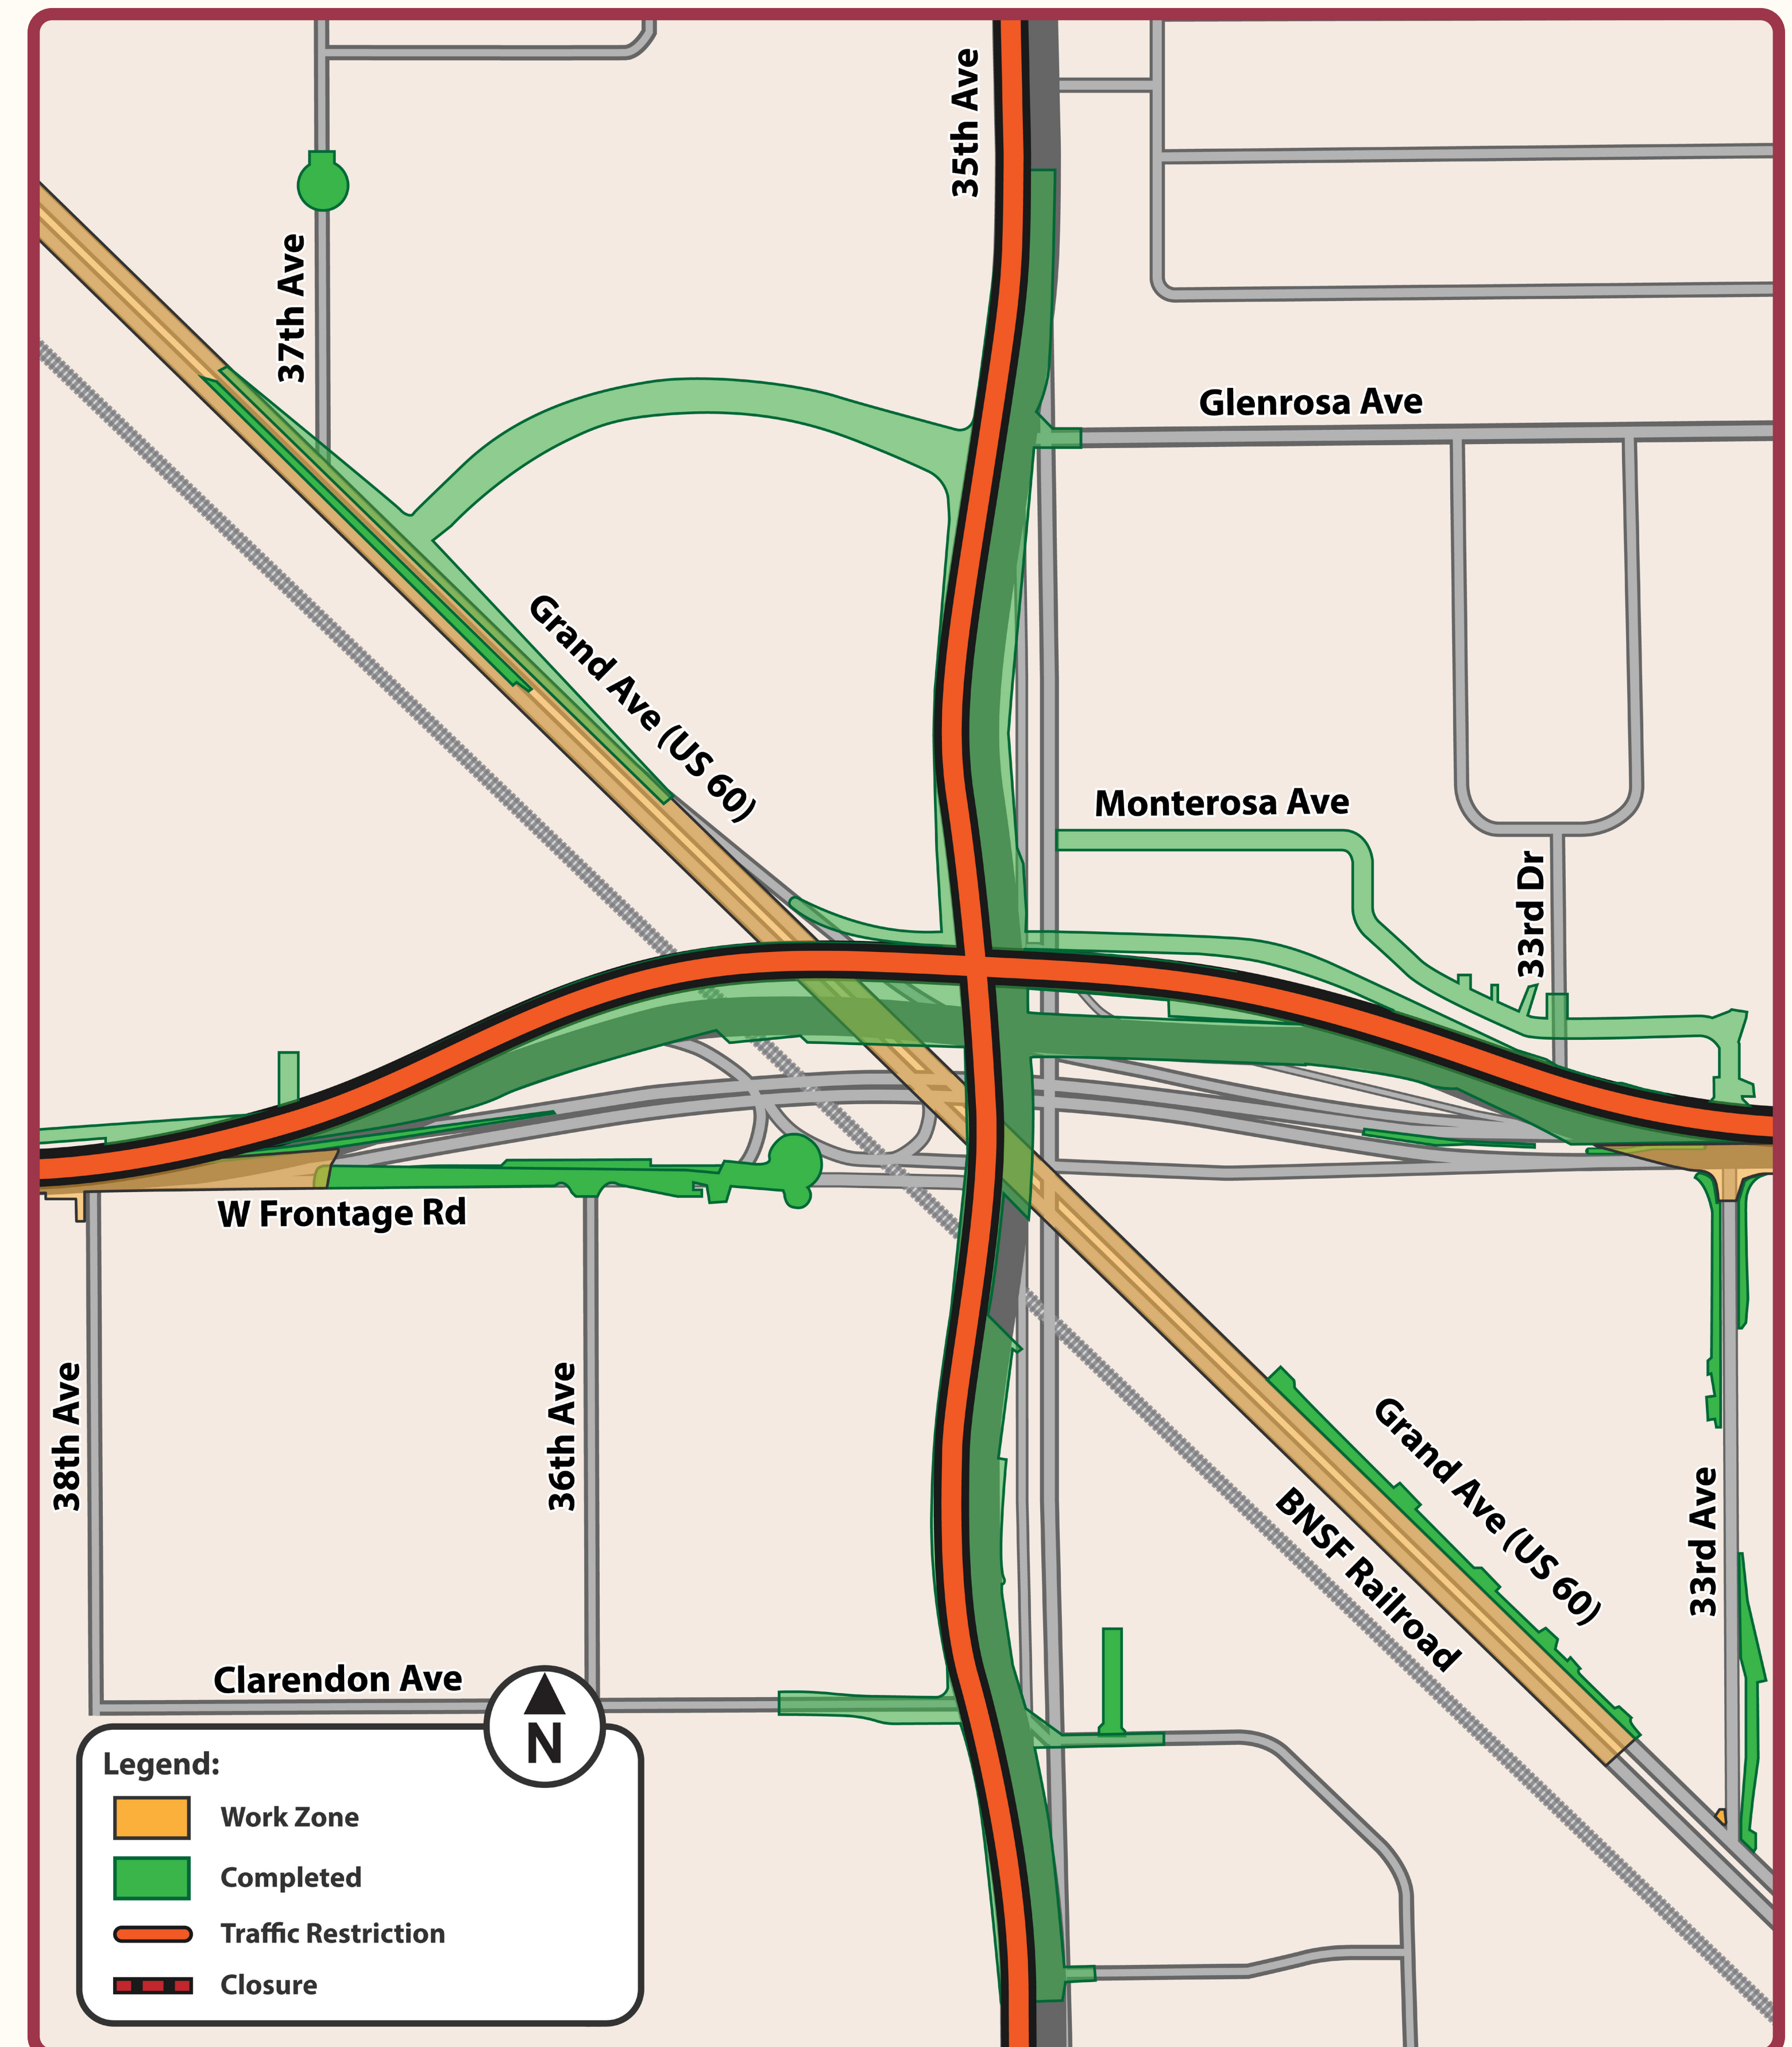 35th Ave
37th Ave
Glenrosa Ave
Grand Ave (US 60)
Monterosa Ave
33rd Dr
W Frontage Rd
38th Ave
36th Ave
Grand Ave (US 60)
BNSF Railroad
33rd Ave
Clarendon Ave
N
Legend:
Work Zone
Completed
Traffic Restriction
Closure